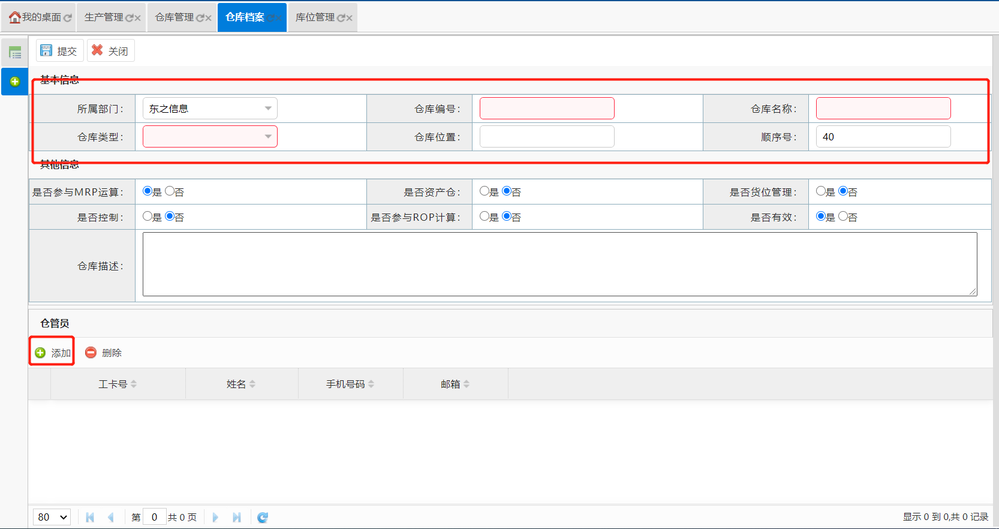 我的桌面 生产管理 仓库管理 仓库档案 库位管理
提交 关闭
基本信息
所属部门： 东之信息 仓库编号： 仓库名称：
仓库类型： 仓库位置： 顺序号： 40
其他信息
是否参与MRP运算： 是 否 是否资产仓： 是 否 是否货位管理： 是 否
是否控制： 是 否 是否参与ROP计算： 是 否 是否有效： 是 否
仓库描述：
仓管员
添加 删除
工卡号 姓名 手机号码 邮箱
80 第 0 共 0 页 显示 0 到 0,共 0 记录